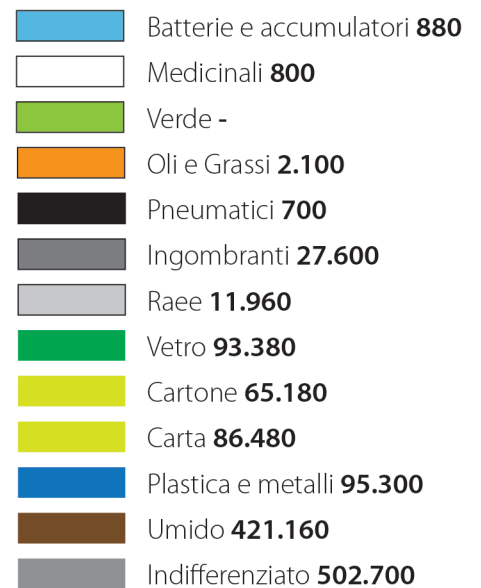 Batterie e accumulatori 880
Medicinali 800
Verde -
Oli e Grassi 2.100
Pneumatici 700
Ingombranti 27.600
Raee 11.960
Vetro 93.380
Cartone 65.180
Carta 86.480
Plastica e metalli 95.300
Umido 421.160
Indifferenziato 502.700